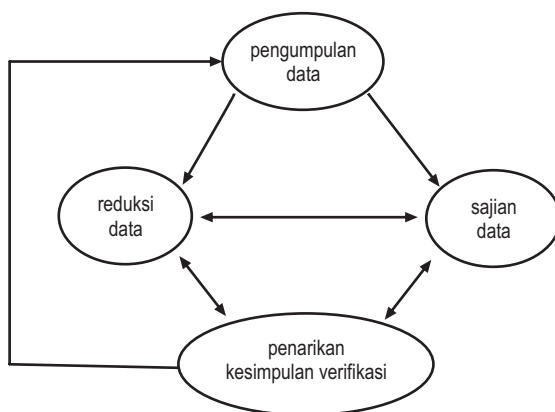 pengumpulan
data
reduksi
data
sajian
data
penarikan
kesimpulan verifikasi